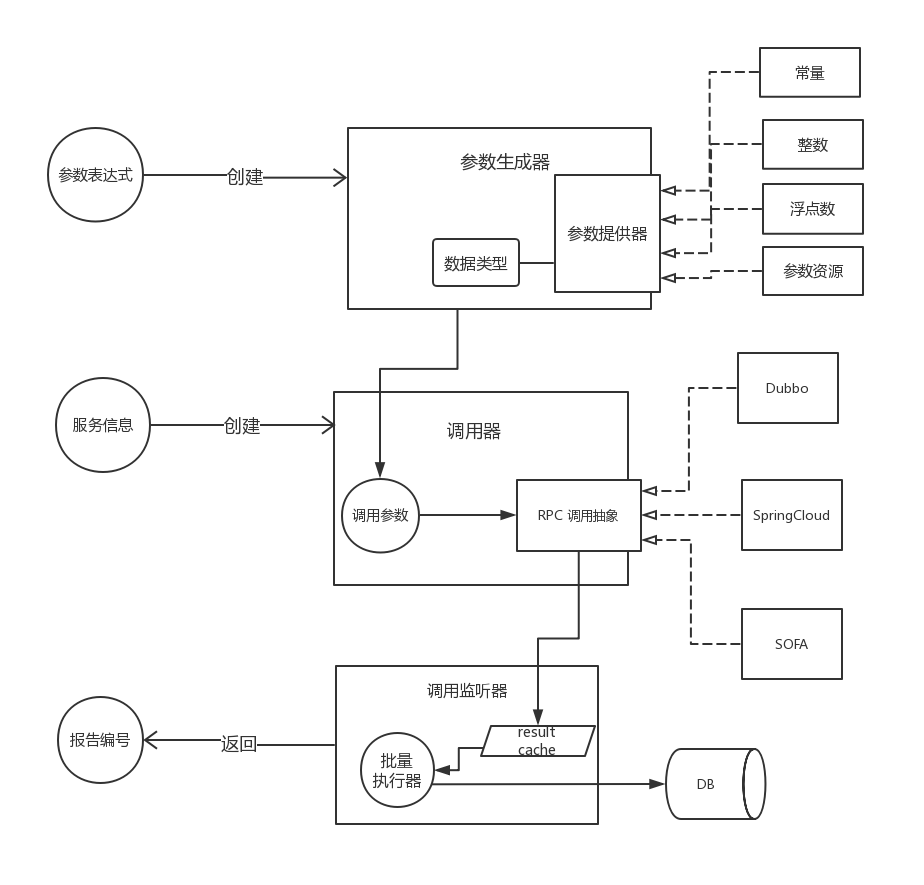 常量
参数表达式
创建
参数生成器
整数
参数提供器
浮点数
数据类型
参数资源
服务信息
创建
调用器
Dubbo
调用参数
RPC 调用抽象
SpringCloud
SOFA
调用监听器
报告编号
返回
result
cache
批量
执行器
DB